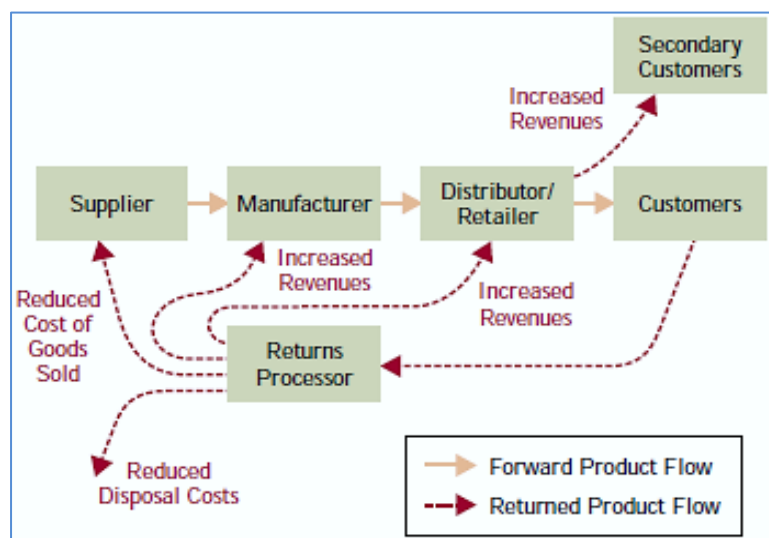 Secondary
Customers
Increased
Revenues
Supplier
Manufacturer
Distributor/
Retailer
Customers
Increased
Revenues
Increased
Revenues
Reduced
Cost of
Goods
Sold
Returns
Processor
Reduced
Disposal Costs
Forward Product Flow
Returned Product Flow